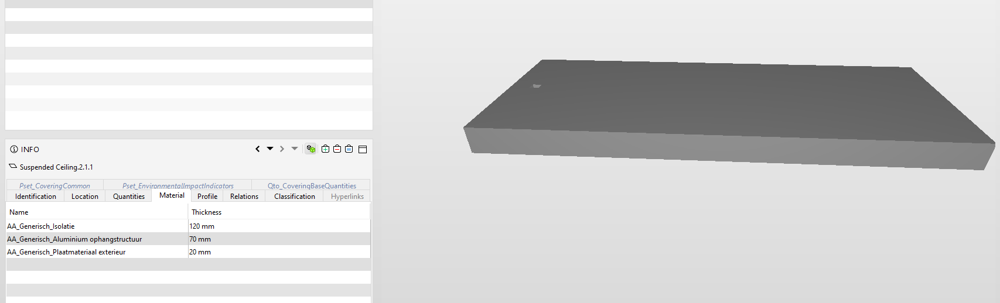 INFO
Suspended Ceiling.2.1.1
Pset_CoveringCommon Pset_EnvironmentalImpactIndicators Qto_CoveringBaseQuantities
Identification Location Quantities Material Profile Relations Classification Hyperlinks
Name Thickness
AA_Generisch_Isolatie 120 mm
AA_Generisch_Aluminium ophangstructuur 70 mm
AA_Generisch_Plaatmateriaal exterieur 20 mm